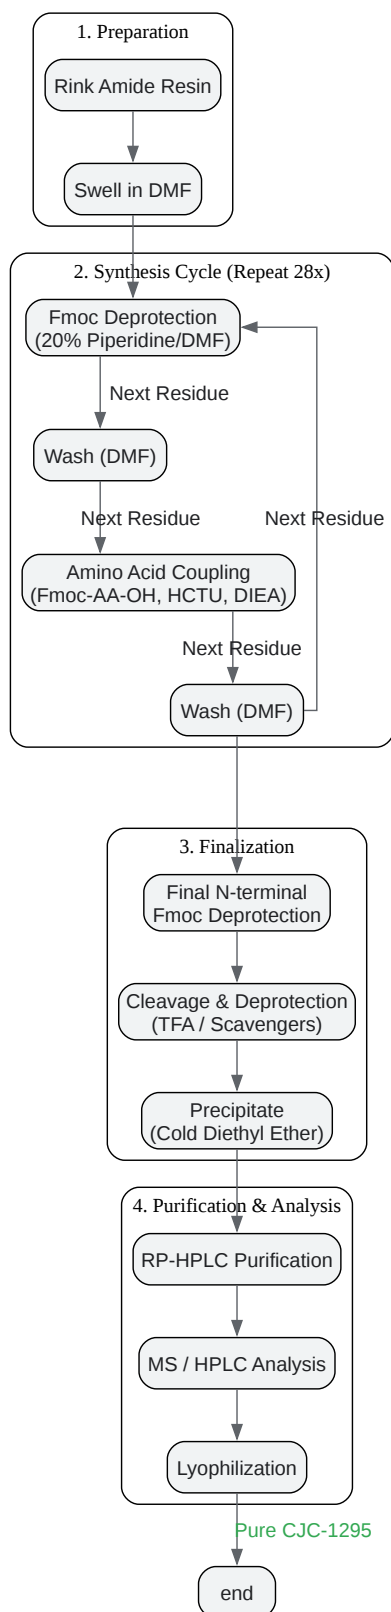 1. Preparation
Rink Amide Resin
Swell in DMF
2. Synthesis Cycle (Repeat 28x)
Fmoc Deprotection
(20% Piperidine/DMF)
Next Residue
Wash (DMF)
Next Residue
Next Residue
Amino Acid Coupling
(Fmoc-AA-OH, HCTU, DIEA)
Next Residue
Wash (DMF)
3. Finalization
Final N-terminal
Fmoc Deprotection
Cleavage & Deprotection
(TFA / Scavengers)
Precipitate
(Cold Diethyl Ether)
4. Purification & Analysis
RP-HPLC Purification
MS / HPLC Analysis
Lyophilization
Pure CJC-1295
end